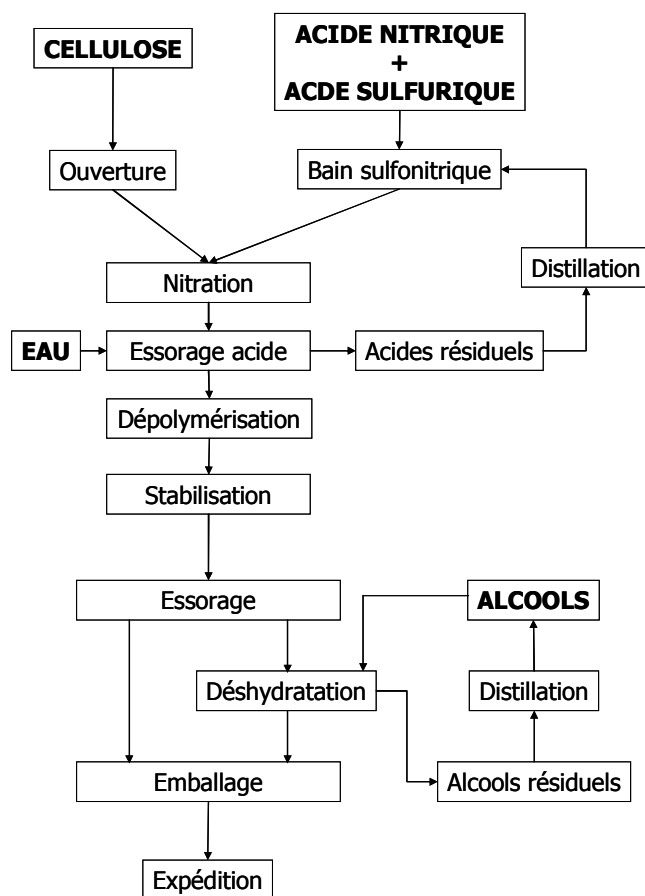 CELLULOSE
ACIDE NITRIQUE
+
ACDE SULFURIQUE
Ouverture
Bain sulfonitrique
Distillation
Nitration
EAU
Essorage acide
Acides résiduels
Dépolymérisation
Stabilisation
Essorage
ALCOOLS
Déshydratation
Distillation
Emballage
Alcools résiduels
Expédition